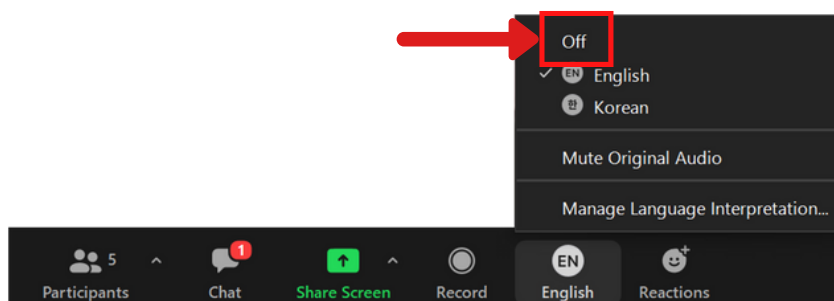 Off
EN English
한 Korean
Mute Original Audio
Manage Language Interpretation...
5
1
EN
Participants
Chat
Share Screen
Record
English
Reactions